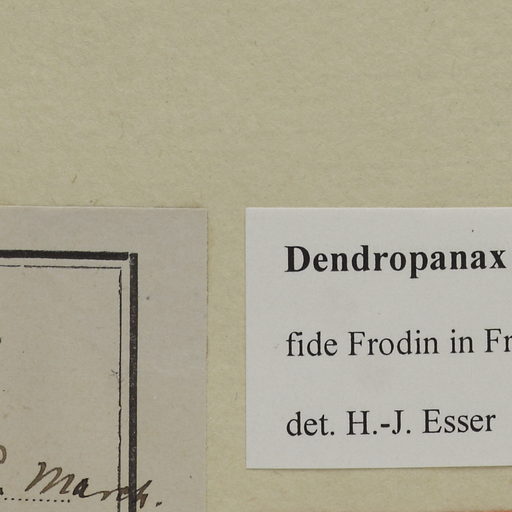 Dendropanax
fide Frodin in Fr
det. H.-J. Esser
March.